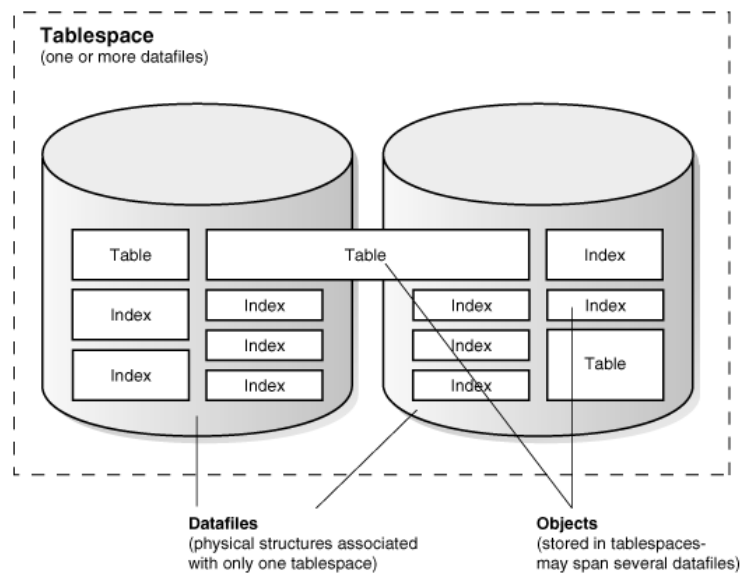 Tablespace
(one or more datafiles)
Table
Table
Index
Index
Index
Index
Index
Index
Index
Index
Index
Index
Table
Datafiles
(physical structures associated
with only one tablespace)
Objects
(stored in tablespaces-
may span several datafiles)